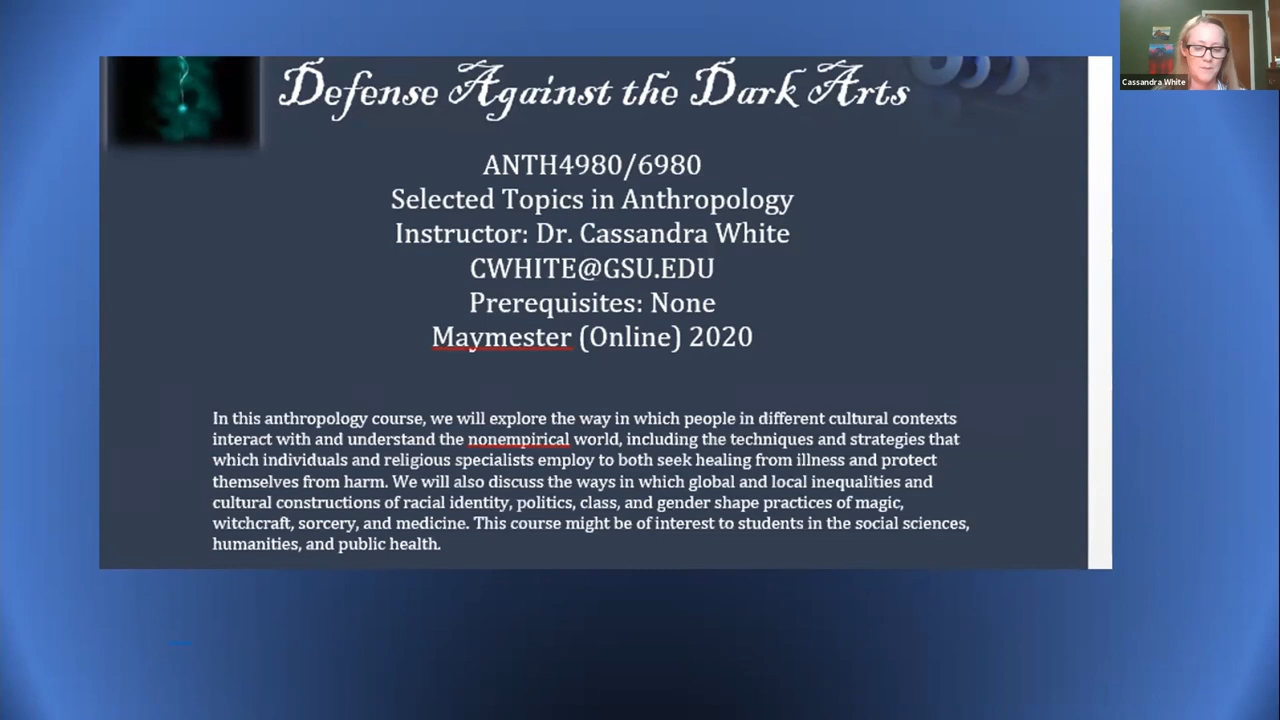 Defense Against the Dark Arts
Cassandra White
ANTH4980/6980
Selected Topics in Anthropology
Instructor: Dr. Cassandra White
CWHITE@GSU.EDU
Prerequisites: None
Maymester (Online) 2020
In this anthropology course, we will explore the way in which people in different cultural contexts
interact with and understand the nonempirical world, including the techniques and strategies that
which individuals and religious specialists employ to both seek healing from illness and protect
themselves from harm. We will also discuss the ways in which global and local inequalities and
cultural constructions of racial identity, politics, class, and gender shape practices of magic,
witchcraft, sorcery, and medicine. This course might be of interest to students in the social sciences,
humanities, and public health.